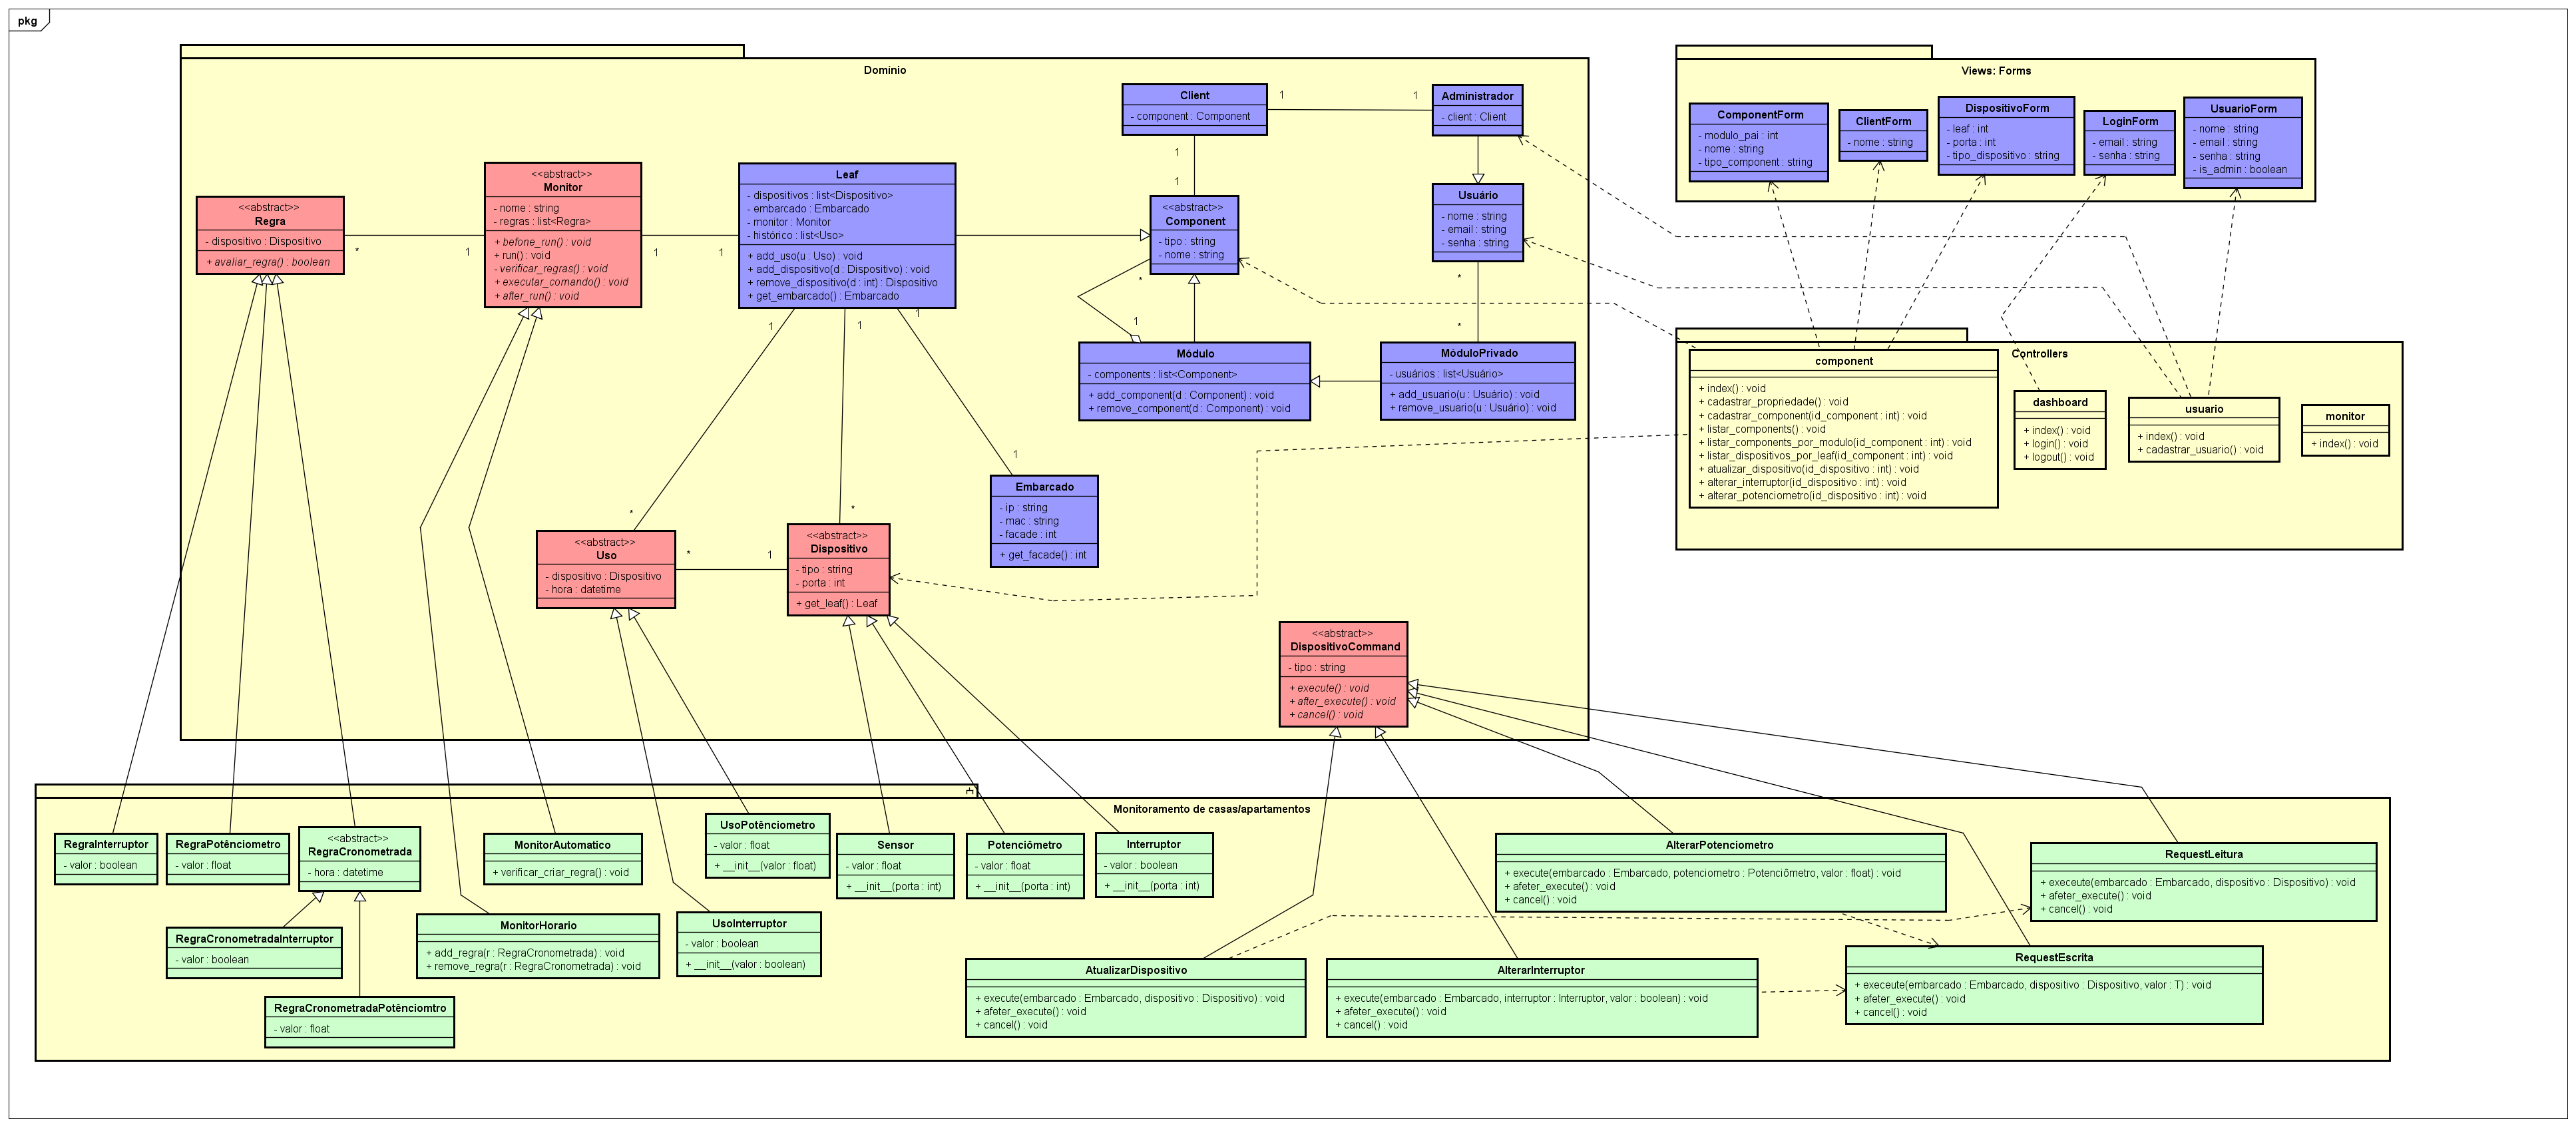 pkg
Domínio
Client
- component : Component
1
1
Administrador
- client : Client
1
1
<<abstract>>
Regra
- dispositivo : Dispositivo
+ avaliar_regra() : boolean
*
1
<<abstract>>
Monitor
- nome : string
- regras : list<Regra>
+ befone_run() : void
+ run() : void
- verificar_regras() : void
+ executar_comando() : void
+ after_run() : void
1
1
Leaf
- dispositivos : list<Dispositivo>
- embarcado : Embarcado
- monitor : Monitor
- histórico : list<Uso>
+ add_uso(u : Uso) : void
+ add_dispositivo(d : Dispositivo) : void
+ remove_dispositivo(d : int) : Dispositivo
+ get_embarcado() : Embarcado
<<abstract>>
Component
- tipo : string
- nome : string
*
1
Usuário
- nome : string
- email : string
- senha : string
*
*
Módulo
- components : list<Component>
+ add_component(d : Component) : void
+ remove_component(d : Component) : void
MóduloPrivado
- usuários : list<Usuário>
+ add_usuario(u : Usuário) : void
+ remove_usuario(u : Usuário) : void
1
1
1
*
*
1
Embarcado
- ip : string
- mac : string
- facade : int
+ get_facade() : int
<<abstract>>
Uso
- dispositivo : Dispositivo
- hora : datetime
*
1
<<abstract>>
Dispositivo
- tipo : string
- porta : int
+ get_leaf() : Leaf
<<abstract>>
DispositivoCommand
- tipo : string
+ execute() : void
+ after_execute() : void
+ cancel() : void
Views: Forms
ComponentForm
- modulo_pai : int
- nome : string
- tipo_component : string
ClientForm
- nome : string
DispositivoForm
- leaf : int
- porta : int
- tipo_dispositivo : string
LoginForm
- email : string
- senha : string
UsuarioForm
- nome : string
- email : string
- senha : string
- is_admin : boolean
Controllers
component
+ index() : void
+ cadastrar_propriedade() : void
+ cadastrar_component(id_component : int) : void
+ listar_components() : void
+ listar_components_por_modulo(id_component : int) : void
+ listar_dispositivos_por_leaf(id_component : int) : void
+ atualizar_dispositivo(id_dispositivo : int) : void
+ alterar_interruptor(id_dispositivo : int) : void
+ alterar_potenciometro(id_dispositivo : int) : void
dashboard
+ index() : void
+ login() : void
+ logout() : void
usuario
+ index() : void
+ cadastrar_usuario() : void
monitor
+ index() : void
Monitoramento de casas/apartamentos
RegraInterruptor
- valor : boolean
RegraPotênciometro
- valor : float
<<abstract>>
RegraCronometrada
- hora : datetime
RegraCronometradaInterruptor
- valor : boolean
RegraCronometradaPotênciomtro
- valor : float
MonitorAutomatico
+ verificar_criar_regra() : void
MonitorHorario
+ add_regra(r : RegraCronometrada) : void
+ remove_regra(r : RegraCronometrada) : void
UsoPotênciometro
- valor : float
+ __init__(valor : float)
UsoInterruptor
- valor : boolean
+ __init__(valor : boolean)
Sensor
- valor : float
+ __init__(porta : int)
Potenciômetro
- valor : float
+ __init__(porta : int)
Interruptor
- valor : boolean
+ __init__(porta : int)
AlterarPotenciometro
+ execute(embarcado : Embarcado, potenciometro : Potenciômetro, valor : float) : void
+ afeter_execute() : void
+ cancel() : void
RequestLeitura
+ execeute(embarcado : Embarcado, dispositivo : Dispositivo) : void
+ afeter_execute() : void
+ cancel() : void
AtualizarDispositivo
+ execute(embarcado : Embarcado, dispositivo : Dispositivo) : void
+ afeter_execute() : void
+ cancel() : void
AlterarInterruptor
+ execute(embarcado : Embarcado, interruptor : Interruptor, valor : boolean) : void
+ afeter_execute() : void
+ cancel() : void
RequestEscrita
+ execeute(embarcado : Embarcado, dispositivo : Dispositivo, valor : T) : void
+ afeter_execute() : void
+ cancel() : void